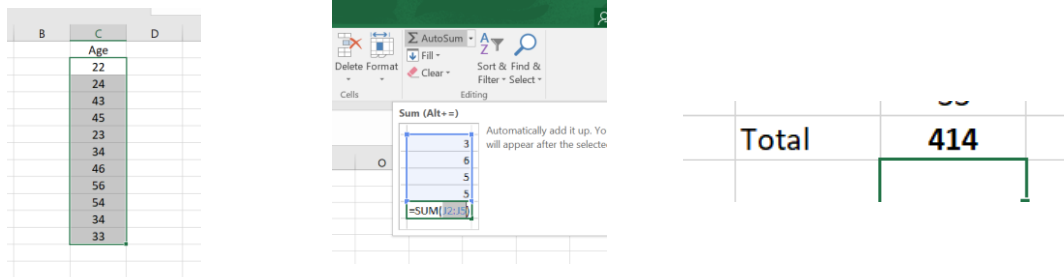 B C D
Age
22
24
43
45
23
34
46
56
54
34
33
Σ AutoSum
Fill
Clear
Delete Format
Sort & Find &
Filter Select
Cells
Editing
Sum (Alt+=)
Automatically add it up. Yo
will appear after the selecte
O
3
6
5
5
=SUM(J2:J5)
Total 414